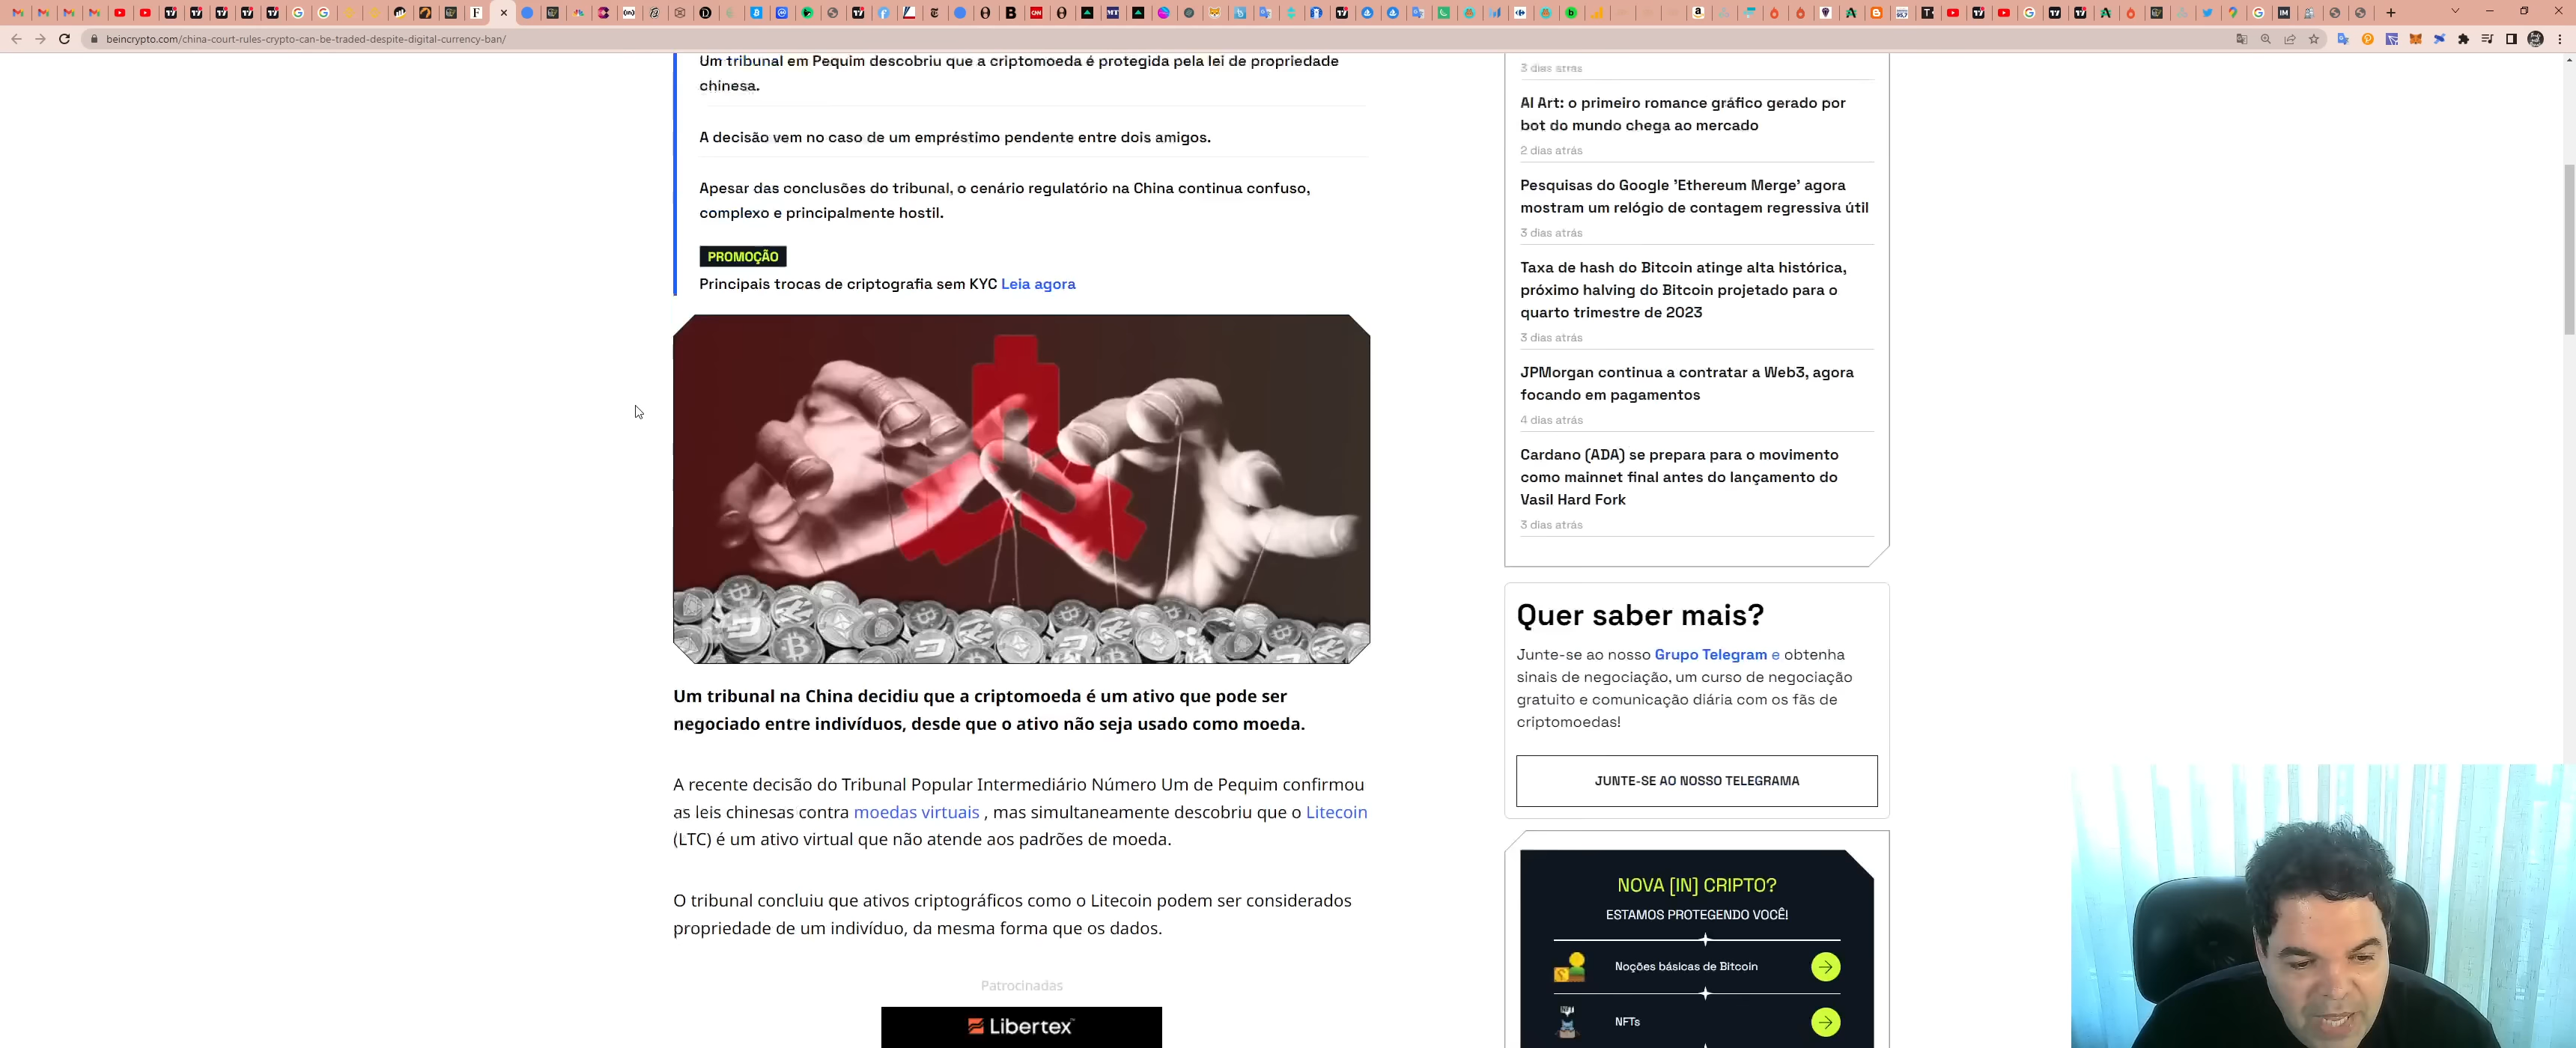 beincrypto.com/china-court-rules-crypto-can-be-traded-despite-digital-currency-ban/
Um tribunal em Pequim descobriu que a criptomoeda é protegida pela lei de propriedade
chinesa.
A decisão vem no caso de um empréstimo pendente entre dois amigos.
Apesar das conclusões do tribunal, o cenário regulatório na China continua confuso,
complexo e principalmente hostil.
PROMOÇÃO
Principais trocas de criptografia sem KYC Leia agora
Um tribunal na China decidiu que a criptomoeda é um ativo que pode ser
negociado entre indivíduos, desde que o ativo não seja usado como moeda.
A recente decisão do Tribunal Popular Intermediário Número Um de Pequim confirmou
as leis chinesas contra moedas virtuais , mas simultaneamente descobriu que o Litecoin
(LTC) é um ativo virtual que não atende aos padrões de moeda.
O tribunal concluiu que ativos criptográficos como o Litecoin podem ser considerados
propriedade de um indivíduo, da mesma forma que os dados.
Patrocinadas
Libertex
3 dias atrás
AI Art: o primeiro romance gráfico gerado por
bot do mundo chega ao mercado
2 dias atrás
Pesquisas do Google 'Ethereum Merge' agora
mostram um relógio de contagem regressiva útil
3 dias atrás
Taxa de hash do Bitcoin atinge alta histórica,
próximo halving do Bitcoin projetado para o
quarto trimestre de 2023
3 dias atrás
JPMorgan continua a contratar a Web3, agora
focando em pagamentos
4 dias atrás
Cardano (ADA) se prepara para o movimento
como mainnet final antes do lançamento do
Vasil Hard Fork
3 dias atrás
Quer saber mais?
Junte-se ao nosso Grupo Telegram e obtenha
sinais de negociação, um curso de negociação
gratuito e comunicação diária com os fãs de
criptomoedas!
JUNTE-SE AO NOSSO TELEGRAMA
NOVA [IN] CRIPTO?
ESTAMOS PROTEGENDO VOCÊ!
Noções básicas de Bitcoin
NFTs